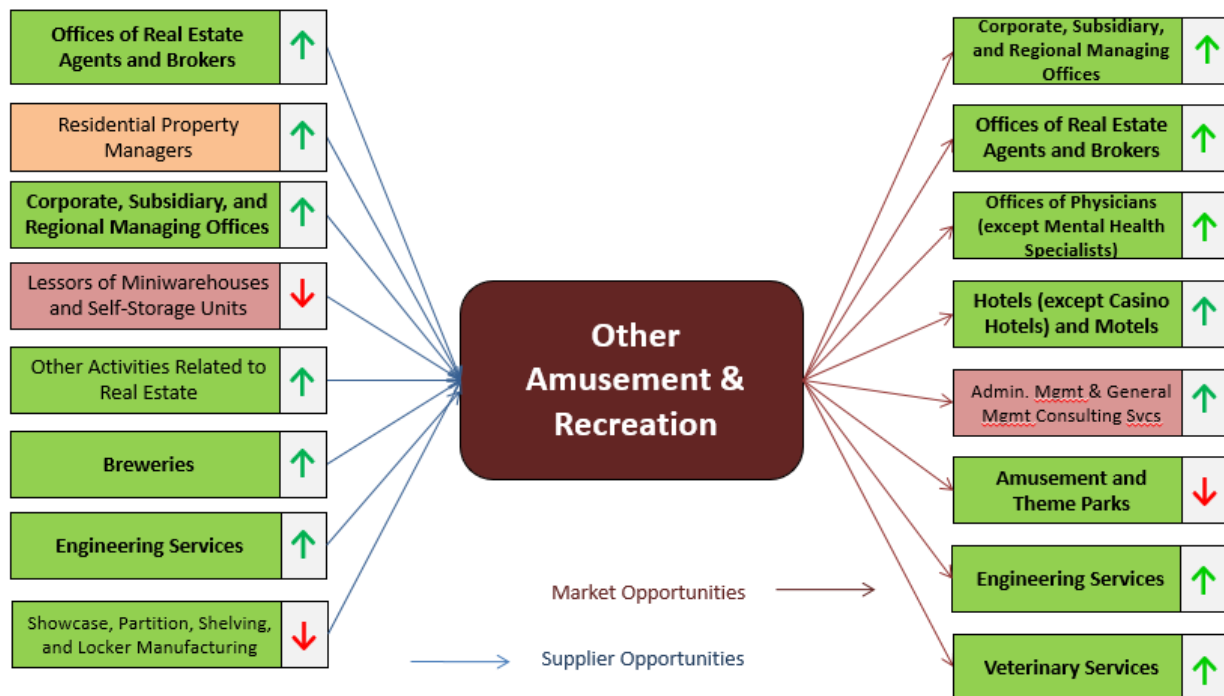 Offices of Real Estate
Agents and Brokers
Residential Property
Managers
Corporate, Subsidiary, and
Regional Managing Offices
Lessors of Miniwarehouses
and Self-Storage Units
Other Activities Related to
Real Estate
Breweries
Engineering Services
Showcase, Partition, Shelving,
and Locker Manufacturing
Other
Amusement &
Recreation
Market Opportunities
Supplier Opportunities
Corporate, Subsidiary,
and Regional Managing
Offices
Offices of Real Estate
Agents and Brokers
Offices of Physicians
(except Mental Health
Specialists)
Hotels (except Casino
Hotels) and Motels
Admin. Mgmt & General
Mgmt Consulting Svcs
Amusement and
Theme Parks
Engineering Services
Veterinary Services